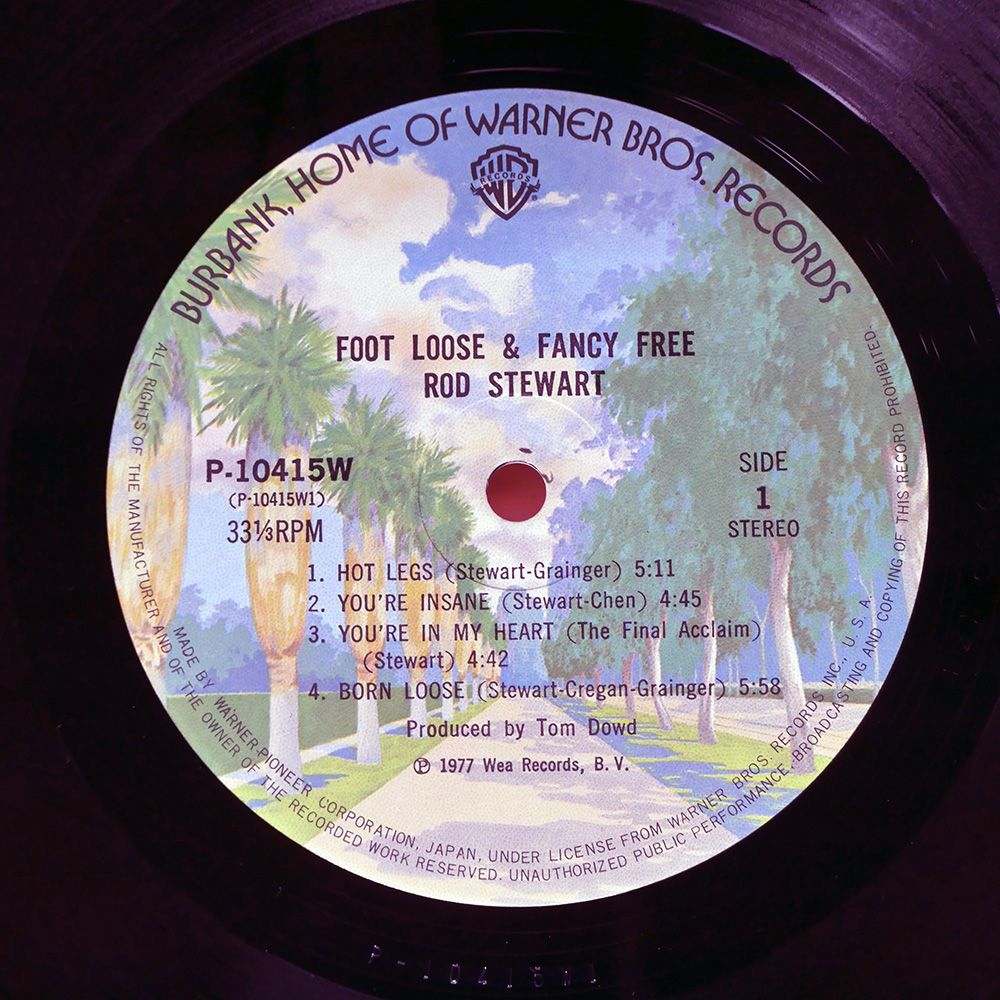 BURBANK, HOME OF WARNER BROS. RECORDS
W B
RECORDS
FOOT LOOSE & FANCY FREE
ROD STEWART
P-10415W
(P-10415W1)
33⅓RPM
SIDE
1
STEREO
1. HOT LEGS (Stewart-Grainger) 5:11
2. YOU'RE INSANE (Stewart-Chen) 4:45
3. YOU'RE IN MY HEART (The Final Acclaim)
(Stewart) 4:42
4. BORN LOOSE (Stewart-Cregan-Grainger) 5:58
Produced by Tom Dowd
Ⓟ 1977 Wea Records, B. V.
MADE BY WARNER-PIONEER CORPORATION, JAPAN, UNDER LICENSE FROM WARNER BROS. RECORDS INC., U. S. A.
ALL RIGHTS OF THE MANUFACTURER AND OF THE OWNER OF THE RECORDED WORK RESERVED. UNAUTHORIZED PUBLIC PERFORMANCE, BROADCASTING AND COPYING OF THIS RECORD PROHIBITED.
P-10415W1